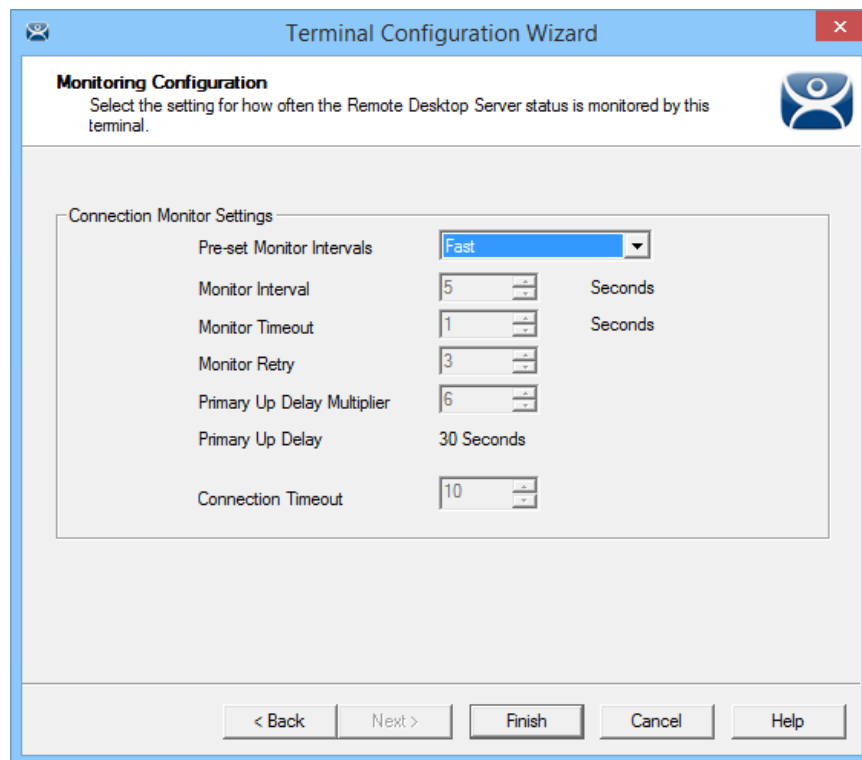 Terminal Configuration Wizard
Monitoring Configuration
Select the setting for how often the Remote Desktop Server status is monitored by this
terminal.
Connection Monitor Settings
Pre-set Monitor Intervals Fast
Monitor Interval 5 Seconds
Monitor Timeout 1 Seconds
Monitor Retry 3
Primary Up Delay Multiplier 6
Primary Up Delay 30 Seconds
Connection Timeout 10
< Back Next > Finish Cancel Help